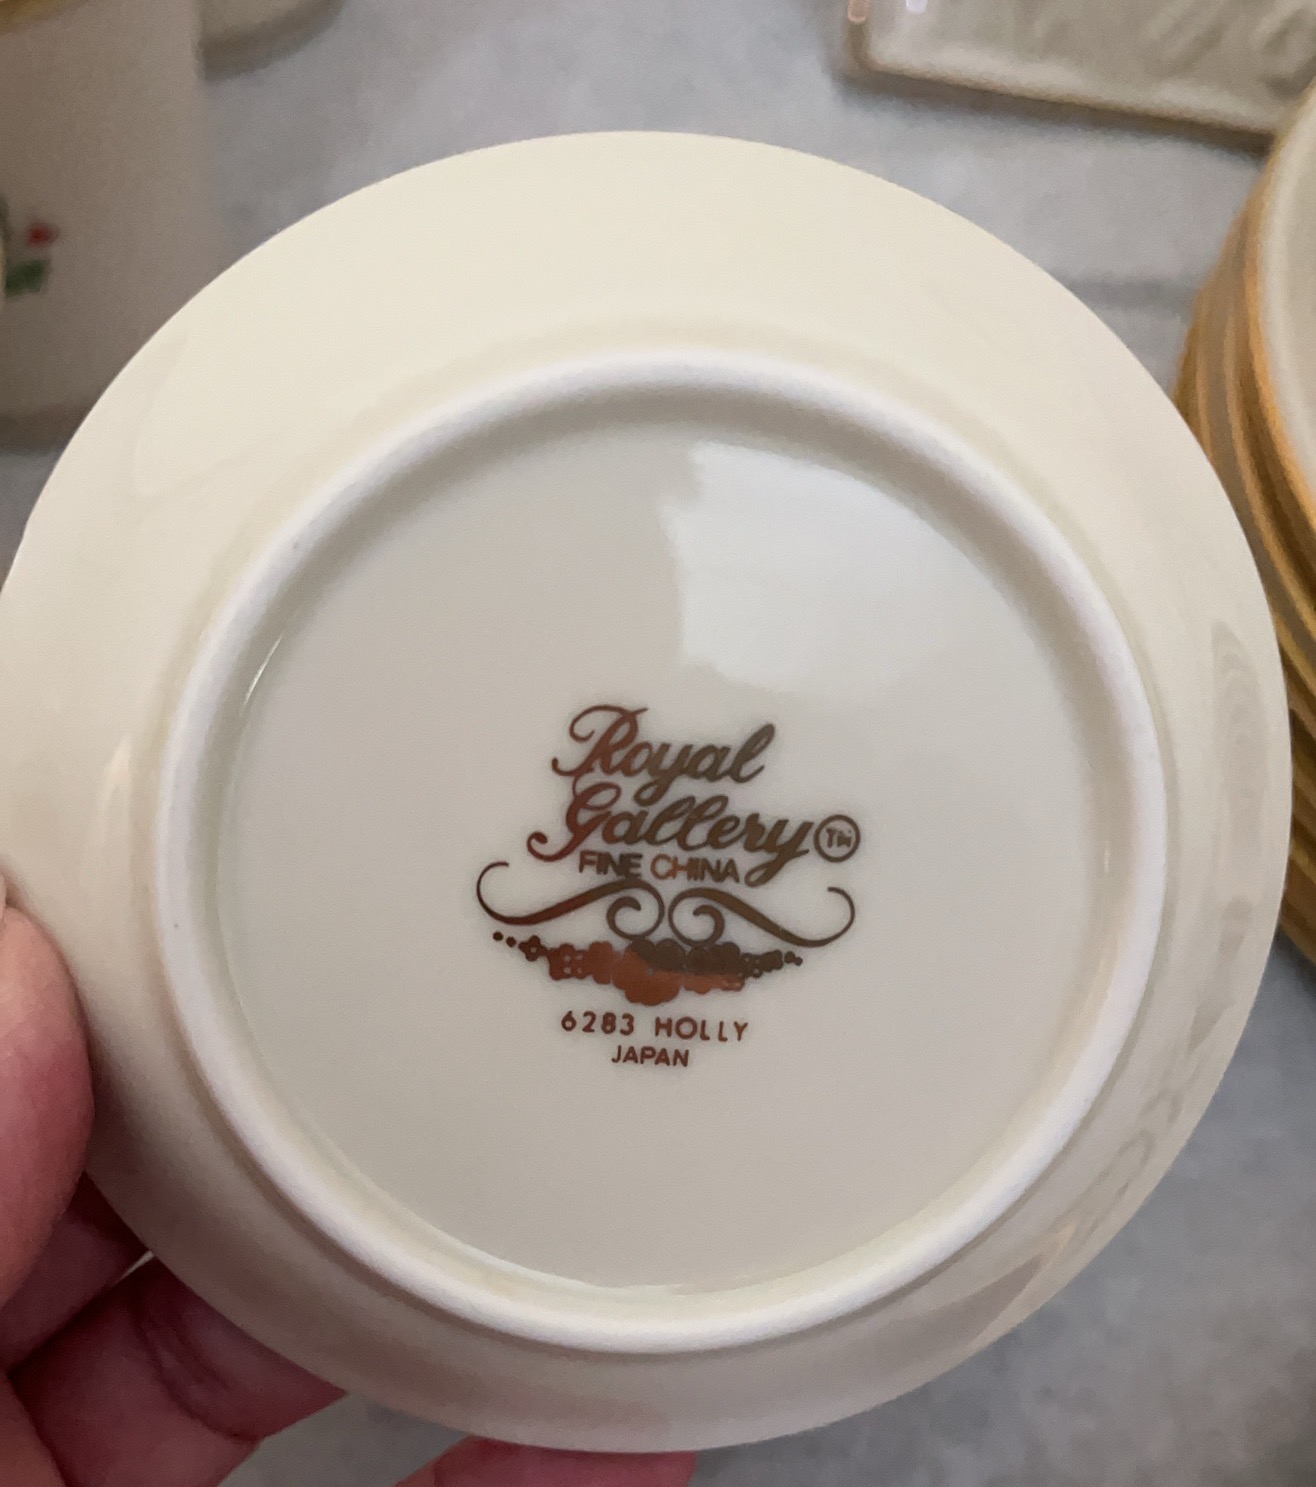 Royal
Gallery TM
FINE CHINA
6283 HOLLY
JAPAN